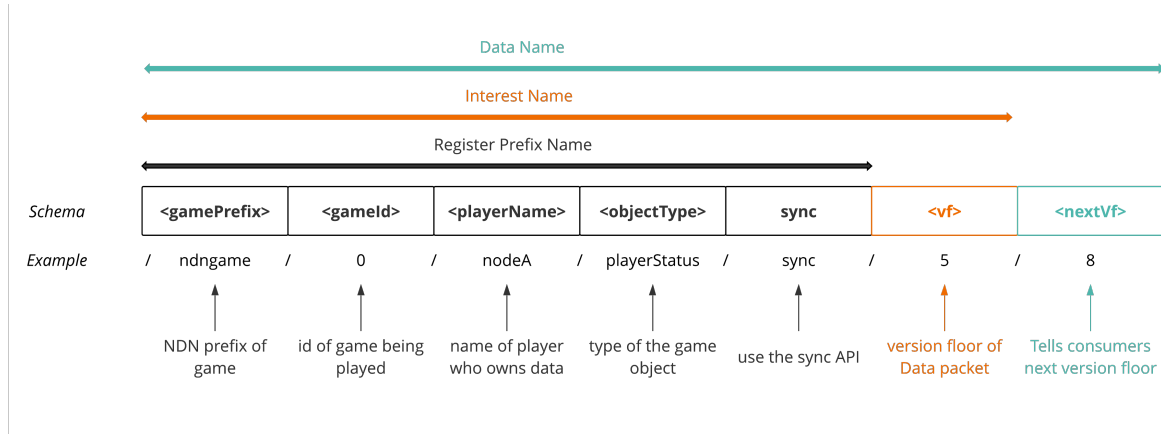 Data Name
Interest Name
Register Prefix Name
Schema <gamePrefix> <gameId> <playerName> <objectType> sync <vf> <nextVf>
Example / ndngame / 0 / nodeA / playerStatus / sync / 5 / 8
NDN prefix of
game
id of game being
played
name of player
who owns data
type of the game
object
use the sync API
version floor of
Data packet
Tells consumers
next version floor